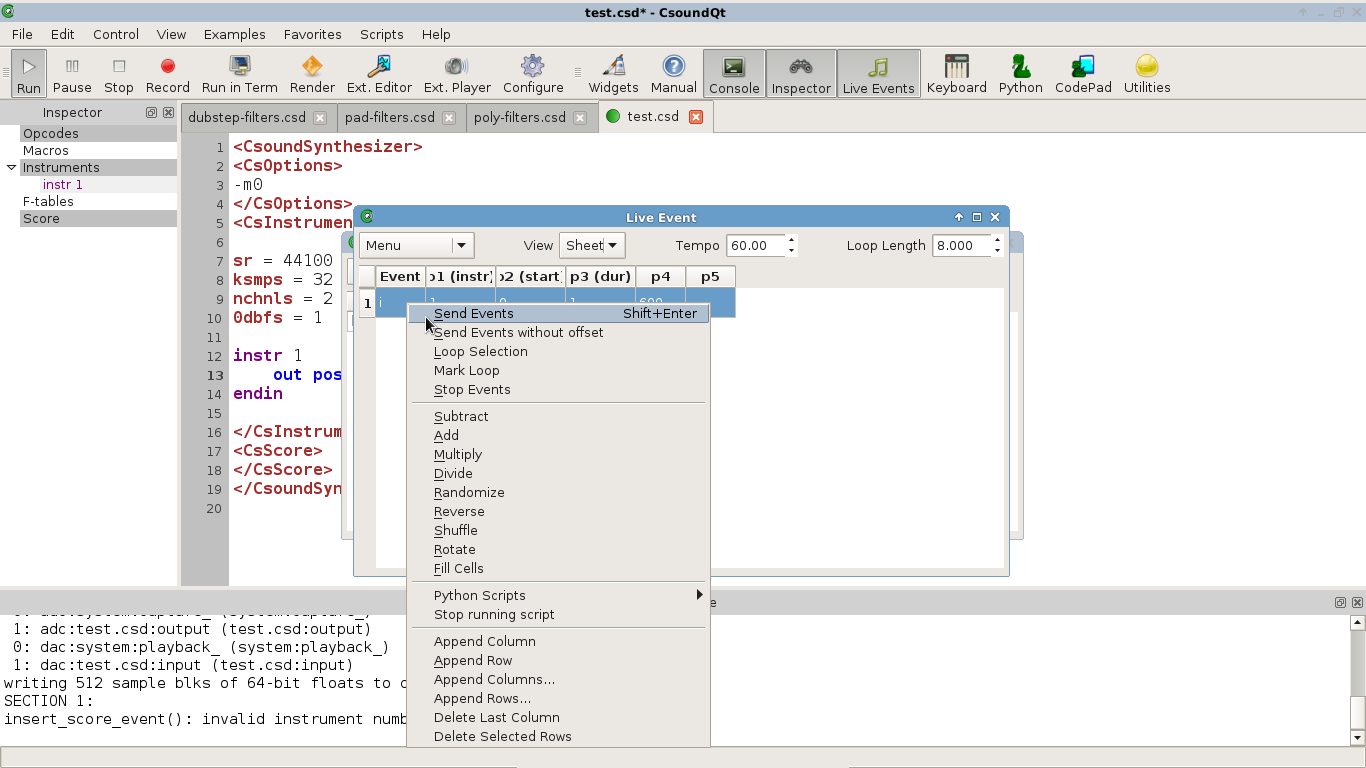 test.csd* - CsoundQt
File Edit Control View Examples Favorites Scripts Help
Run Pause Stop Record Run in Term Render Ext. Editor Ext. Player Configure Widgets Manual Console Inspector Live Events Keyboard Python CodePad Utilities
Inspector
Opcodes
Macros
Instruments
instr 1
F-tables
Score
dubstep-filters.csd pad-filters.csd poly-filters.csd test.csd
1 <CsoundSynthesizer>
2 <CsOptions>
3 -m0
4 </CsOptions>
5 <CsInstrumen
6
7 sr = 44100
8 ksmps = 32
9 nchnls = 2
10 0dbfs = 1
11
12 instr 1
13 out pos
14 endin
15
16 </CsInstrum
17 <CsScore>
18 </CsScore>
19 </CsoundSyn
20
Live Event
Menu View Sheet Tempo 60.00 Loop Length 8.000
Event p1 (instr) p2 (start) p3 (dur) p4 p5
1 i
Send Events Shift+Enter
Send Events without offset
Loop Selection
Mark Loop
Stop Events
Subtract
Add
Multiply
Divide
Randomize
Reverse
Shuffle
Rotate
Fill Cells
Python Scripts
Stop running script
Append Column
Append Row
Append Columns...
Append Rows...
Delete Last Column
Delete Selected Rows
1: adc:test.csd:output (test.csd:output)
0: dac:system:playback_ (system:playback_)
1: dac:test.csd:input (test.csd:input)
writing 512 sample blks of 64-bit floats to
SECTION 1:
insert_score_event(): invalid instrument numb